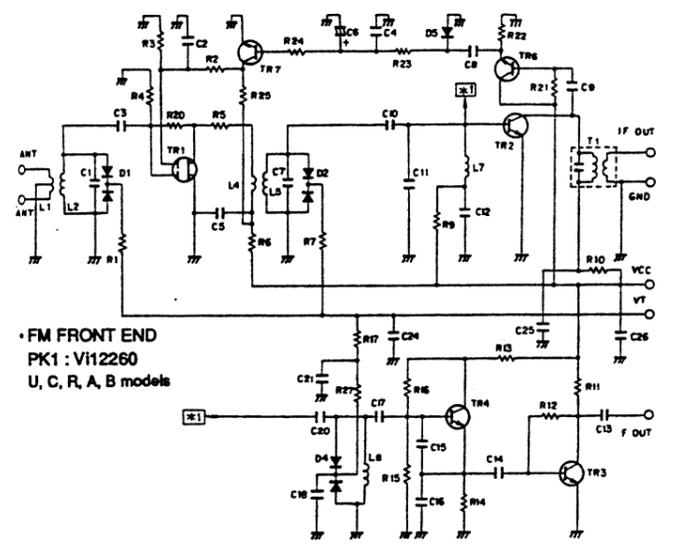 C6
+
C4
D5
R22
R3
C2
R24
R23
C8
TR7
TR6
R2
R25
R21
C9
R4
C3
R20
R5
C10
TR2
*1
T1
IF OUT
GND
TR1
ANT
ANT
L1
L2
C1
D1
L4
C7
L5
D2
C11
L7
C12
C5
R1
R6
R7
R9
R10
VCC
VT
• FM FRONT END
PK1 : Vi12260
U, C, R, A, B models
R17
C24
C25
C26
R13
C21
R27
R16
R11
*1
C20
C17
TR4
R12
C13
F OUT
D4
L8
C15
C14
R15
C18
C16
R14
TR3